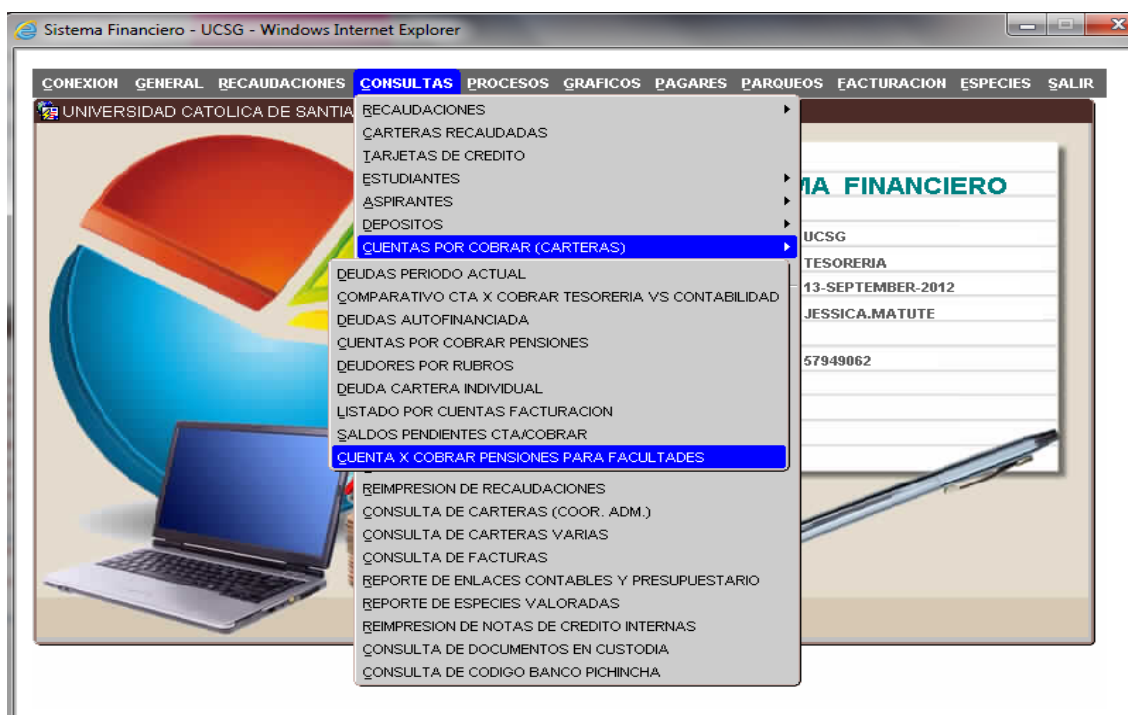 Sistema Financiero - UCSG - Windows Internet Explorer
CONEXION GENERAL RECAUDACIONES CONSULTAS PROCESOS GRAFICOS PAGARES PARQUEOS FACTURACION ESPECIES SALIR
UNIVERSIDAD CATOLICA DE SANTIA
RECAUDACIONES
CARTERAS RECAUDADAS
TARJETAS DE CREDITO
ESTUDIANTES
ASPIRANTES
DEPOSITOS
CUENTAS POR COBRAR (CARTERAS)
DEUDAS PERIODO ACTUAL
COMPARATIVO CTA X COBRAR TESORERIA VS CONTABILIDAD
DEUDAS AUTOFINANCIADA
CUENTAS POR COBRAR PENSIONES
DEUDORES POR RUBROS
DEUDA CARTERA INDIVIDUAL
LISTADO POR CUENTAS FACTURACION
SALDOS PENDIENTES CTA/COBRAR
CUENTA X COBRAR PENSIONES PARA FACULTADES
REIMPRESION DE RECAUDACIONES
CONSULTA DE CARTERAS (COOR. ADM.)
CONSULTA DE CARTERAS VARIAS
CONSULTA DE FACTURAS
REPORTE DE ENLACES CONTABLES Y PRESUPUESTARIO
REPORTE DE ESPECIES VALORADAS
REIMPRESION DE NOTAS DE CREDITO INTERNAS
CONSULTA DE DOCUMENTOS EN CUSTODIA
CONSULTA DE CODIGO BANCO PICHINCHA
MA FINANCIERO
UCSG
TESORERIA
13-SEPTEMBER-2012
JESSICA.MATUTE
57949062